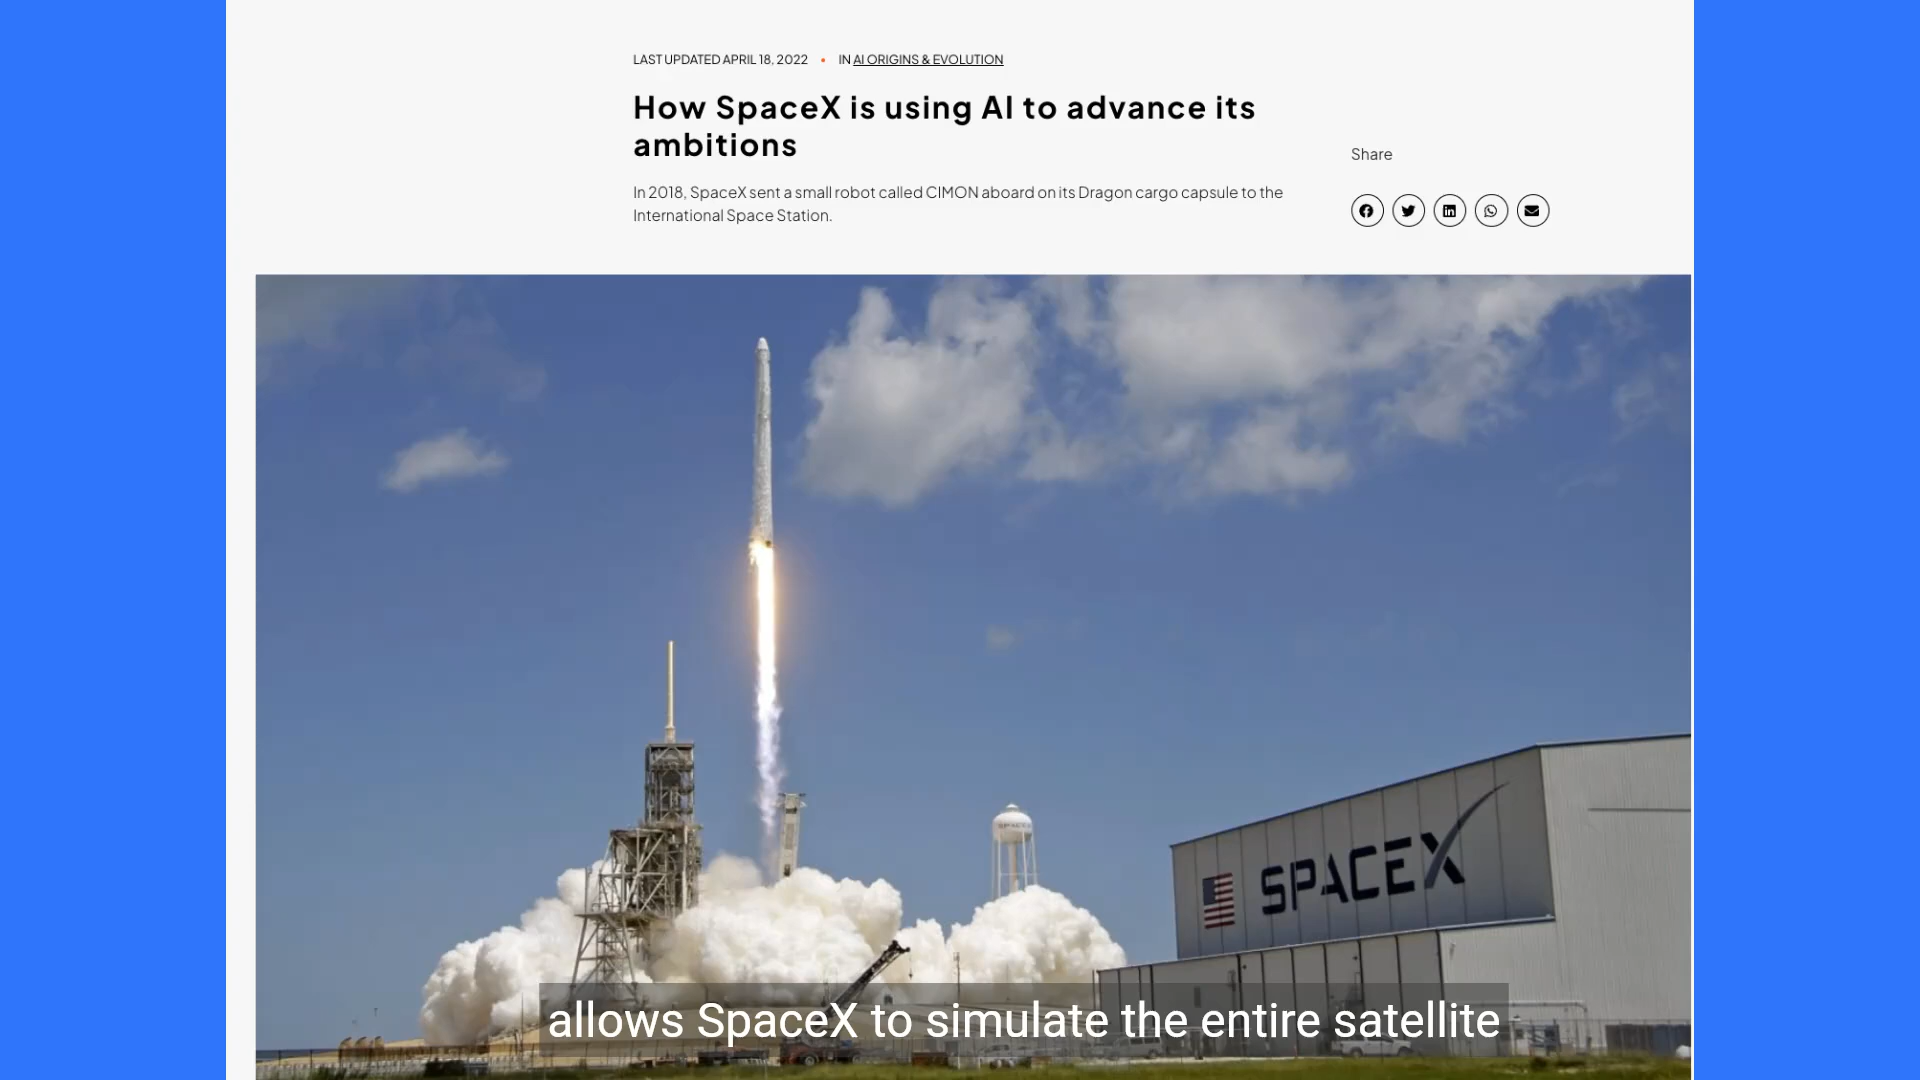 LAST UPDATED APRIL 18, 2022 • IN AI ORIGINS & EVOLUTION
How SpaceX is using AI to advance its
ambitions
Share
In 2018, SpaceX sent a small robot called CIMON aboard on its Dragon cargo capsule to the
International Space Station.
SPACEX
SPACEX
allows SpaceX to simulate the entire satellite